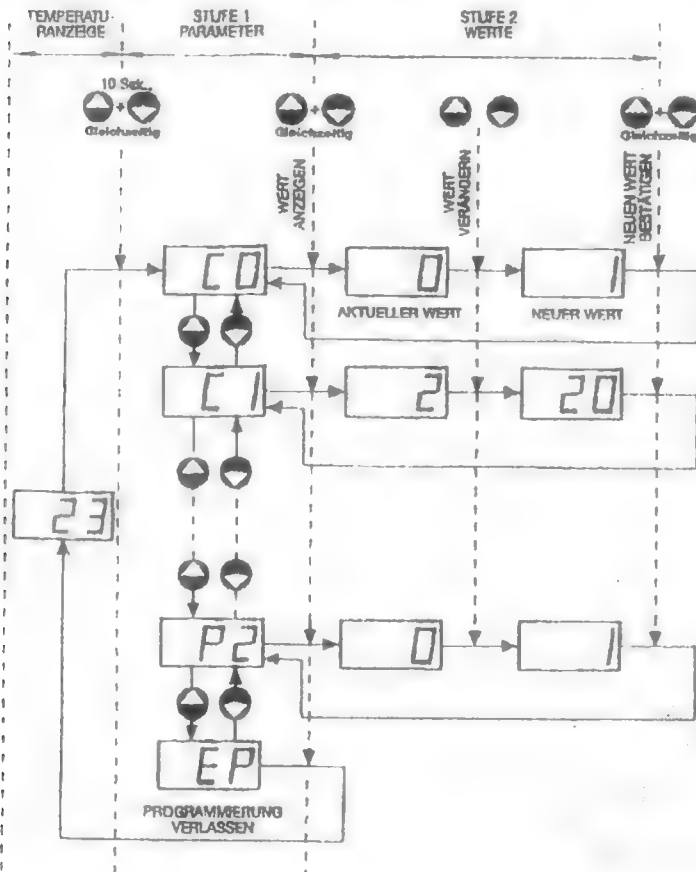 TEMPERATU-
RANZEIGE
STUFE 1
PARAMETER
STUFE 2
WERTE
10 Sek.
+
Gleichzeitig
+
Gleichzeitig
+
Gleichzeitig
WERT
ANZEIGEN
WERT
VERÄNDERN
NEUEN WERT
BESTÄTIGEN
C0
0
1
AKTUELLER WERT
NEUER WERT
C1
2
20
23
P2
0
1
EP
PROGRAMMIERUNG
VERLASSEN